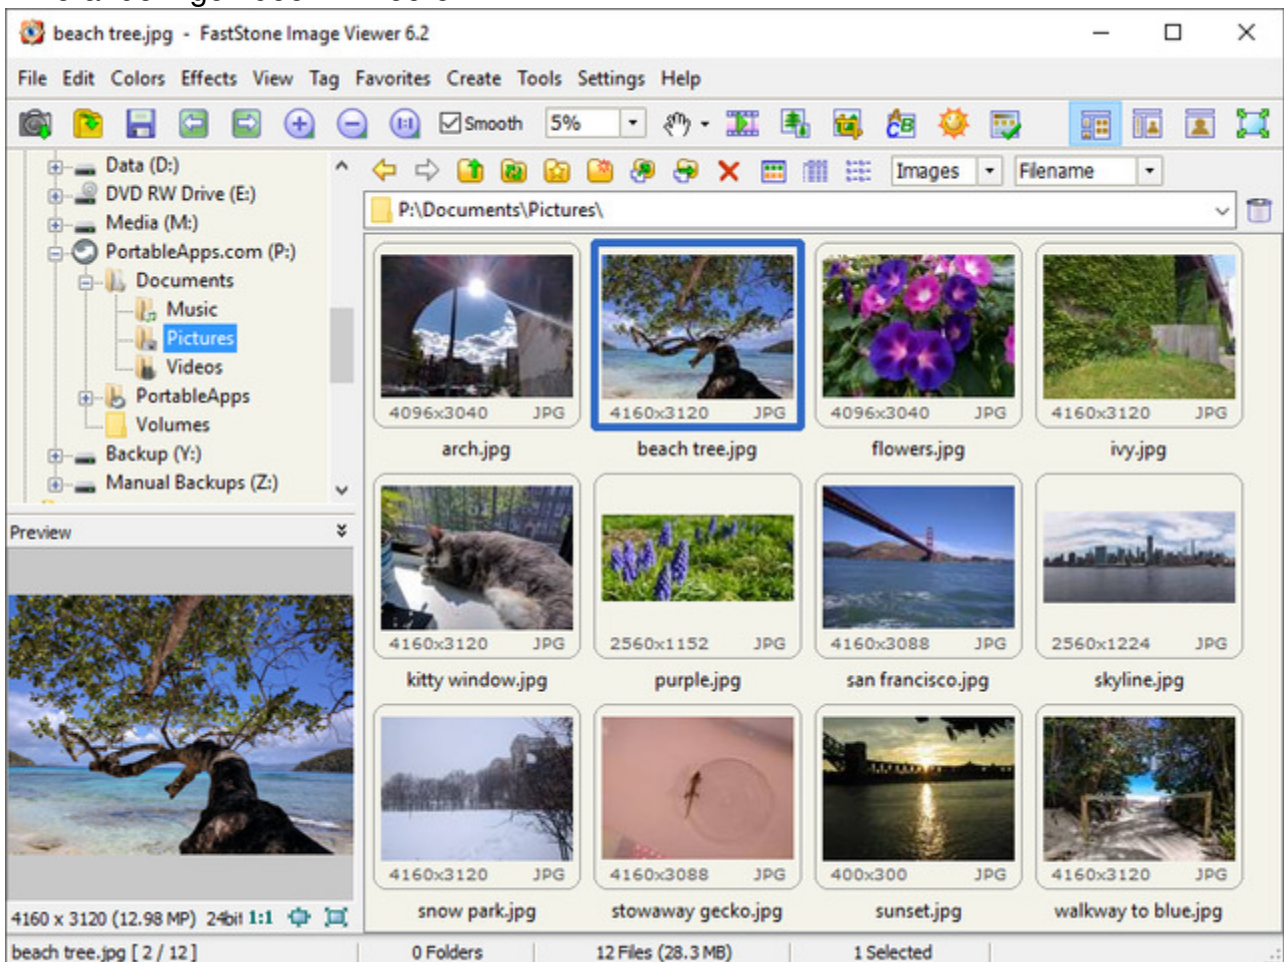 beach tree.jpg - FastStone Image Viewer 6.2
File Edit Colors Effects View Tag Favorites Create Tools Settings Help
Smooth 5%
Images Filename
P:\Documents\Pictures\
Data (D:)
DVD RW Drive (E:)
Media (M:)
PortableApps.com (P:)
Documents
Music
Pictures
Videos
PortableApps
Volumes
Backup (Y:)
Manual Backups (Z:)
Preview
4160 x 3120 (12.98 MP) 24bit 1:1
4096x3040 JPG 4160x3120 JPG 4096x3040 JPG 4160x3120 JPG
arch.jpg beach tree.jpg flowers.jpg ivy.jpg
4160x3120 JPG 2560x1152 JPG 4160x3088 JPG 2560x1224 JPG
kitty window.jpg purple.jpg san francisco.jpg skyline.jpg
4160x3120 JPG 4160x3088 JPG 400x300 JPG 4160x3120 JPG
snow park.jpg stowaway gecko.jpg sunset.jpg walkway to blue.jpg
beach tree.jpg [ 2 / 12 ] 0 Folders 12 Files (28.3 MB) 1 Selected